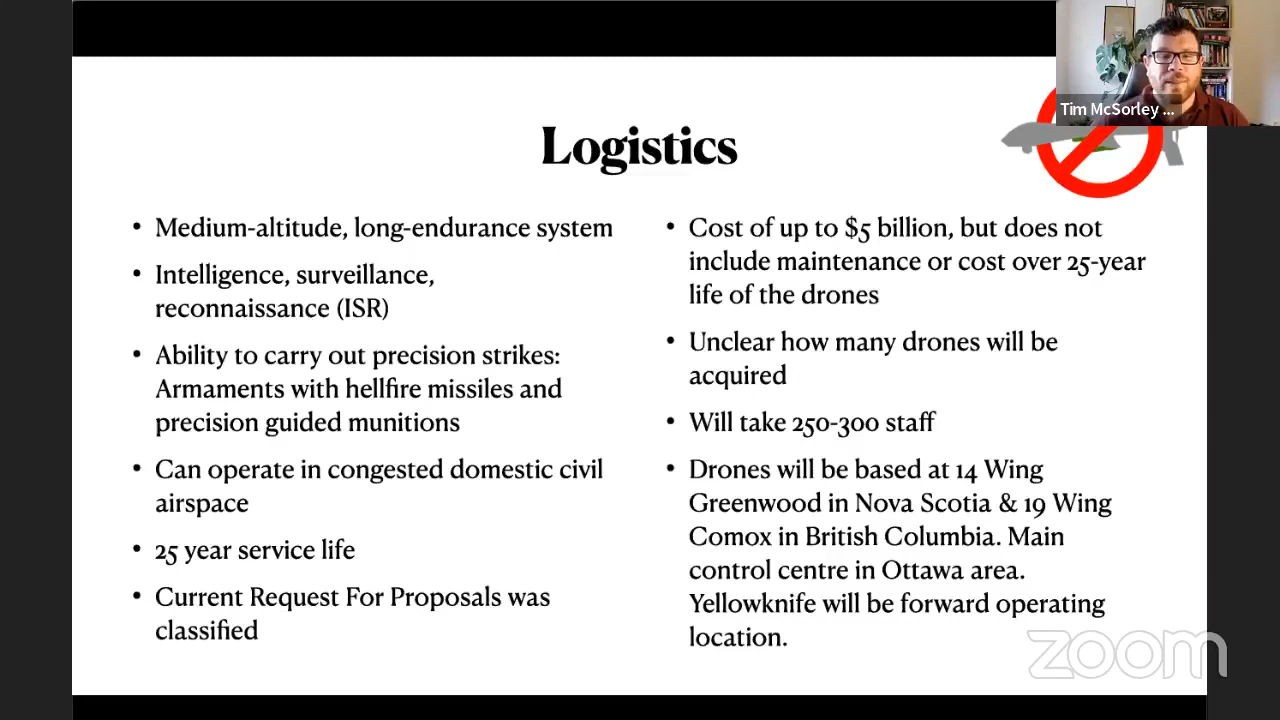 Tim McSorley ...
Logistics
• Medium-altitude, long-endurance system
• Intelligence, surveillance,
reconnaissance (ISR)
• Ability to carry out precision strikes:
Armaments with hellfire missiles and
precision guided munitions
• Can operate in congested domestic civil
airspace
• 25 year service life
• Current Request For Proposals was
classified
• Cost of up to $5 billion, but does not
include maintenance or cost over 25-year
life of the drones
• Unclear how many drones will be
acquired
• Will take 250-300 staff
• Drones will be based at 14 Wing
Greenwood in Nova Scotia & 19 Wing
Comox in British Columbia. Main
control centre in Ottawa area.
Yellowknife will be forward operating
location.
zoom